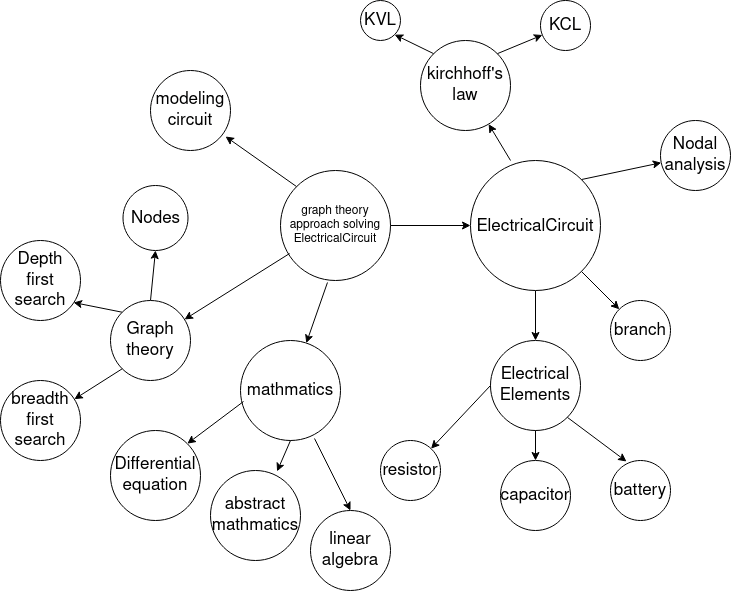 KVL
KCL
kirchhoff's
law
modeling
circuit
Nodal
analysis
graph theory
approach solving
ElectricalCircuit
ElectricalCircuit
Nodes
Depth
first
search
Graph
theory
branch
mathmatics
Electrical
Elements
breadth
first
search
Differential
equation
abstract
mathmatics
linear
algebra
resistor
capacitor
battery